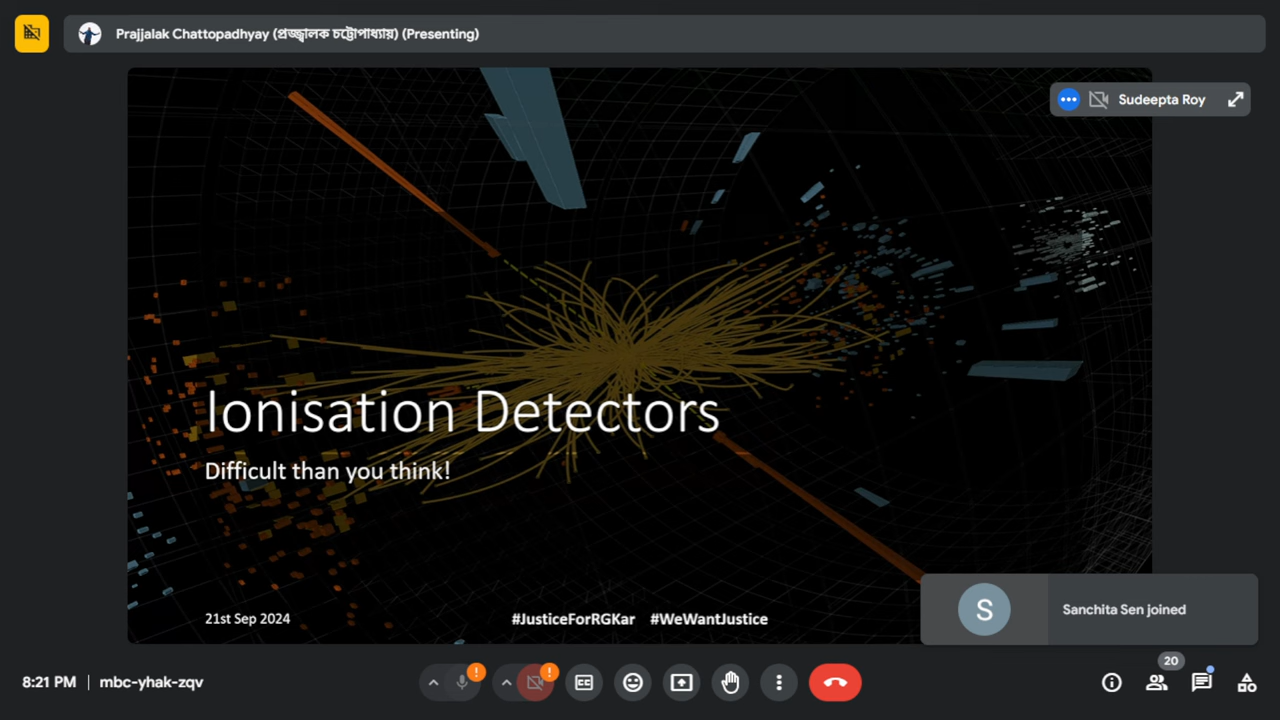 Prajjalak Chattopadhyay (প্রজ্জ্বালক চট্টোপাধ্যায়) (Presenting)
Sudeepta Roy
Ionisation Detectors
Difficult than you think!
21st Sep 2024
#JusticeForRGKar #WeWantJustice
S
Sanchita Sen joined
8:21 PM | mbc-yhak-zqv
! ! CC 20